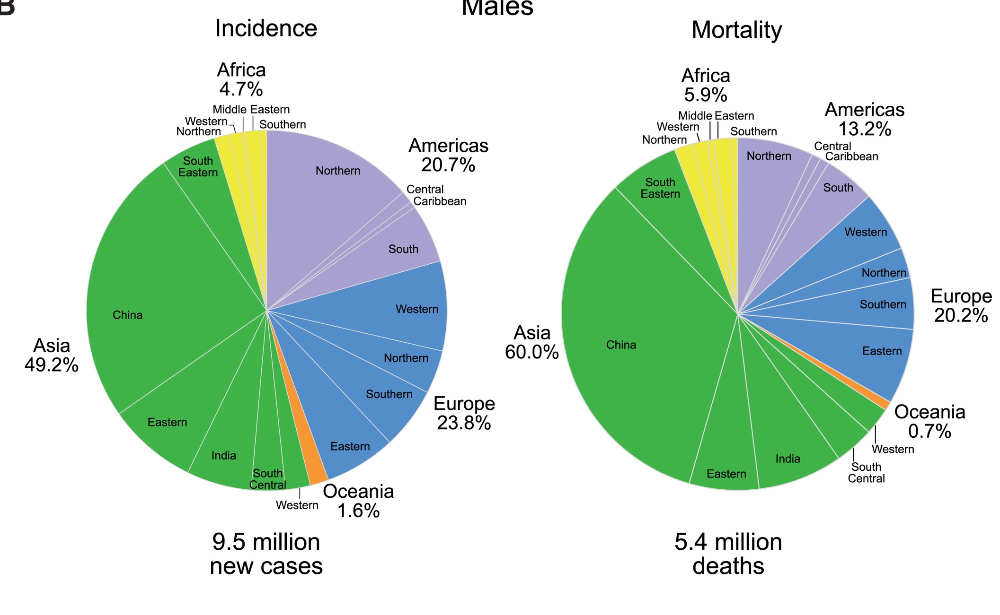 B
Males
Incidence
Africa
4.7%
Middle Eastern
Western
Southern
Northern
Americas
20.7%
South
Eastern
Northern
Central
Caribbean
South
Western
China
Asia
49.2%
Northern
Southern
Europe
23.8%
Eastern
Eastern
India
South
Central
Western
Oceania
1.6%
9.5 million
new cases
Mortality
Africa
5.9%
Middle Eastern
Western
Southern
Northern
Americas
13.2%
Central
Caribbean
Northern
South
South
Eastern
Western
Northern
Europe
20.2%
Southern
Asia
60.0%
China
Eastern
Oceania
0.7%
Western
India
South
Central
Eastern
5.4 million
deaths